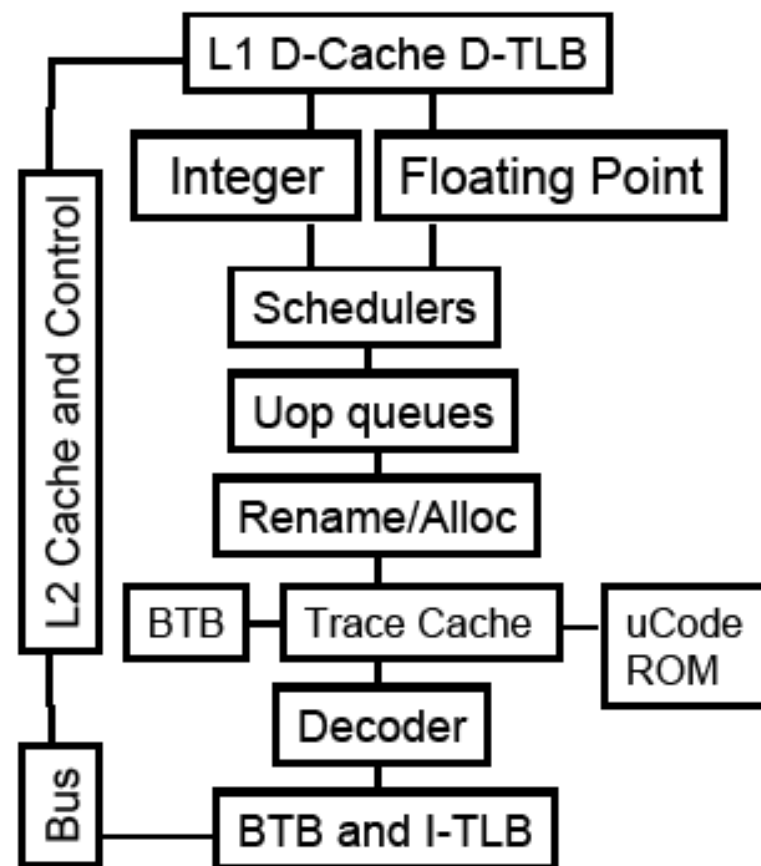 L1 D-Cache D-TLB
Integer
Floating Point
L2 Cache and Control
Schedulers
Uop queues
Rename/Alloc
BTB
Trace Cache
uCode
ROM
Decoder
Bus
BTB and I-TLB